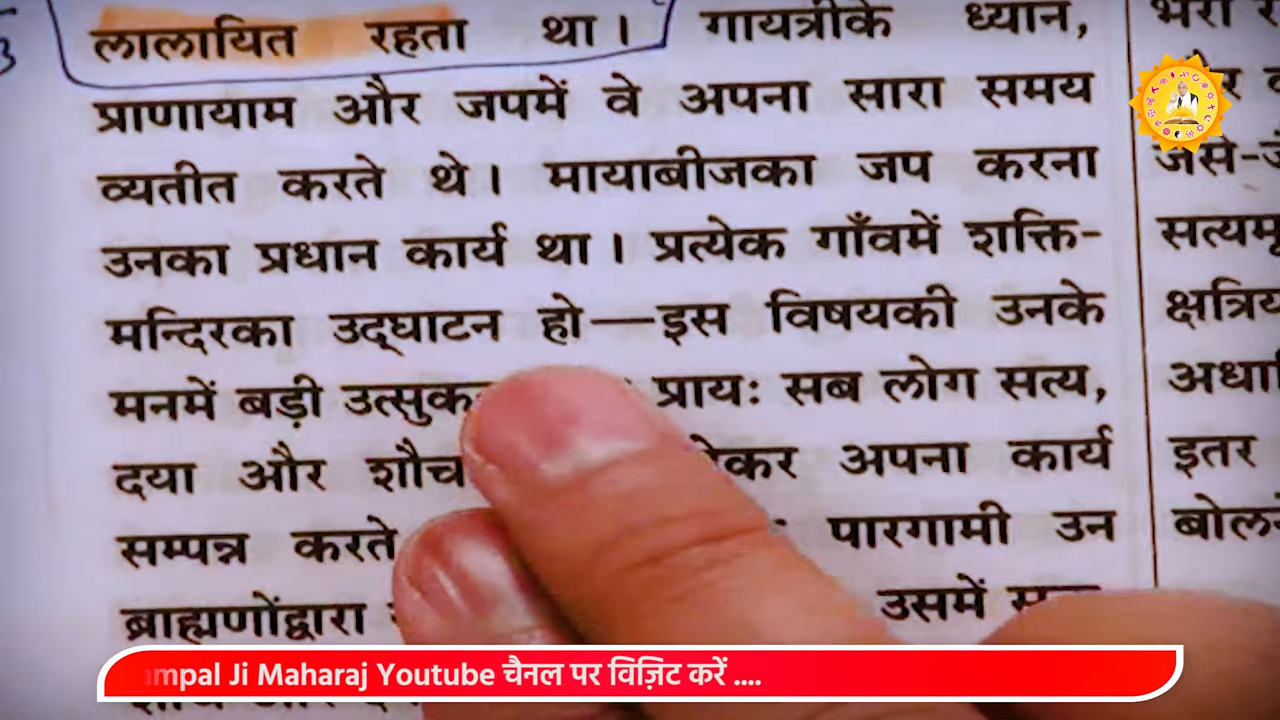 लालायित रहता था। गायत्रीके ध्यान,
प्राणायाम और जपमें वे अपना सारा समय
व्यतीत करते थे। मायाबीजका जप करना
उनका प्रधान कार्य था। प्रत्येक गाँवमें शक्ति-
मन्दिरका उद्‌घाटन हो—इस विषयकी उनके
मनमें बड़ी प्रायः सब लोग सत्य,
दया और शौच अपना कार्य
सम्पन्न करते पारगामी उन
ब्राह्मणोंद्वारा उसमें
भरा
सत्यमू
क्षत्रिय
इतर
ampal Ji Maharaj Youtube चैनल पर विज़िट करें ....